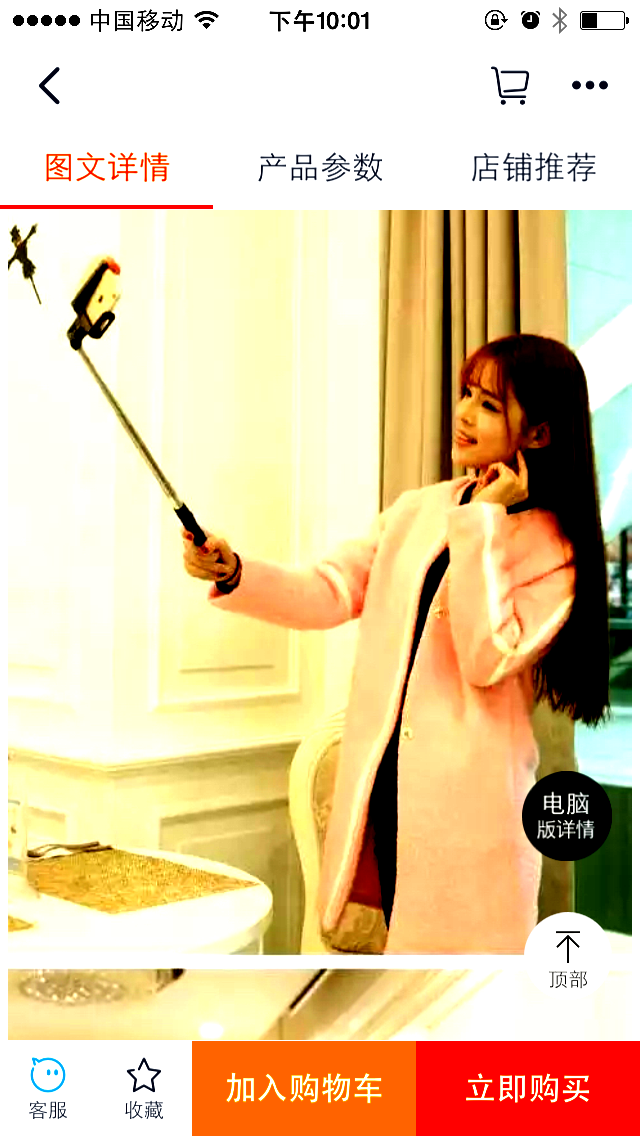 中国移动 下午10:01
图文详情 产品参数 店铺推荐
电脑
版详情
顶部
客服 收藏 加入购物车 立即购买